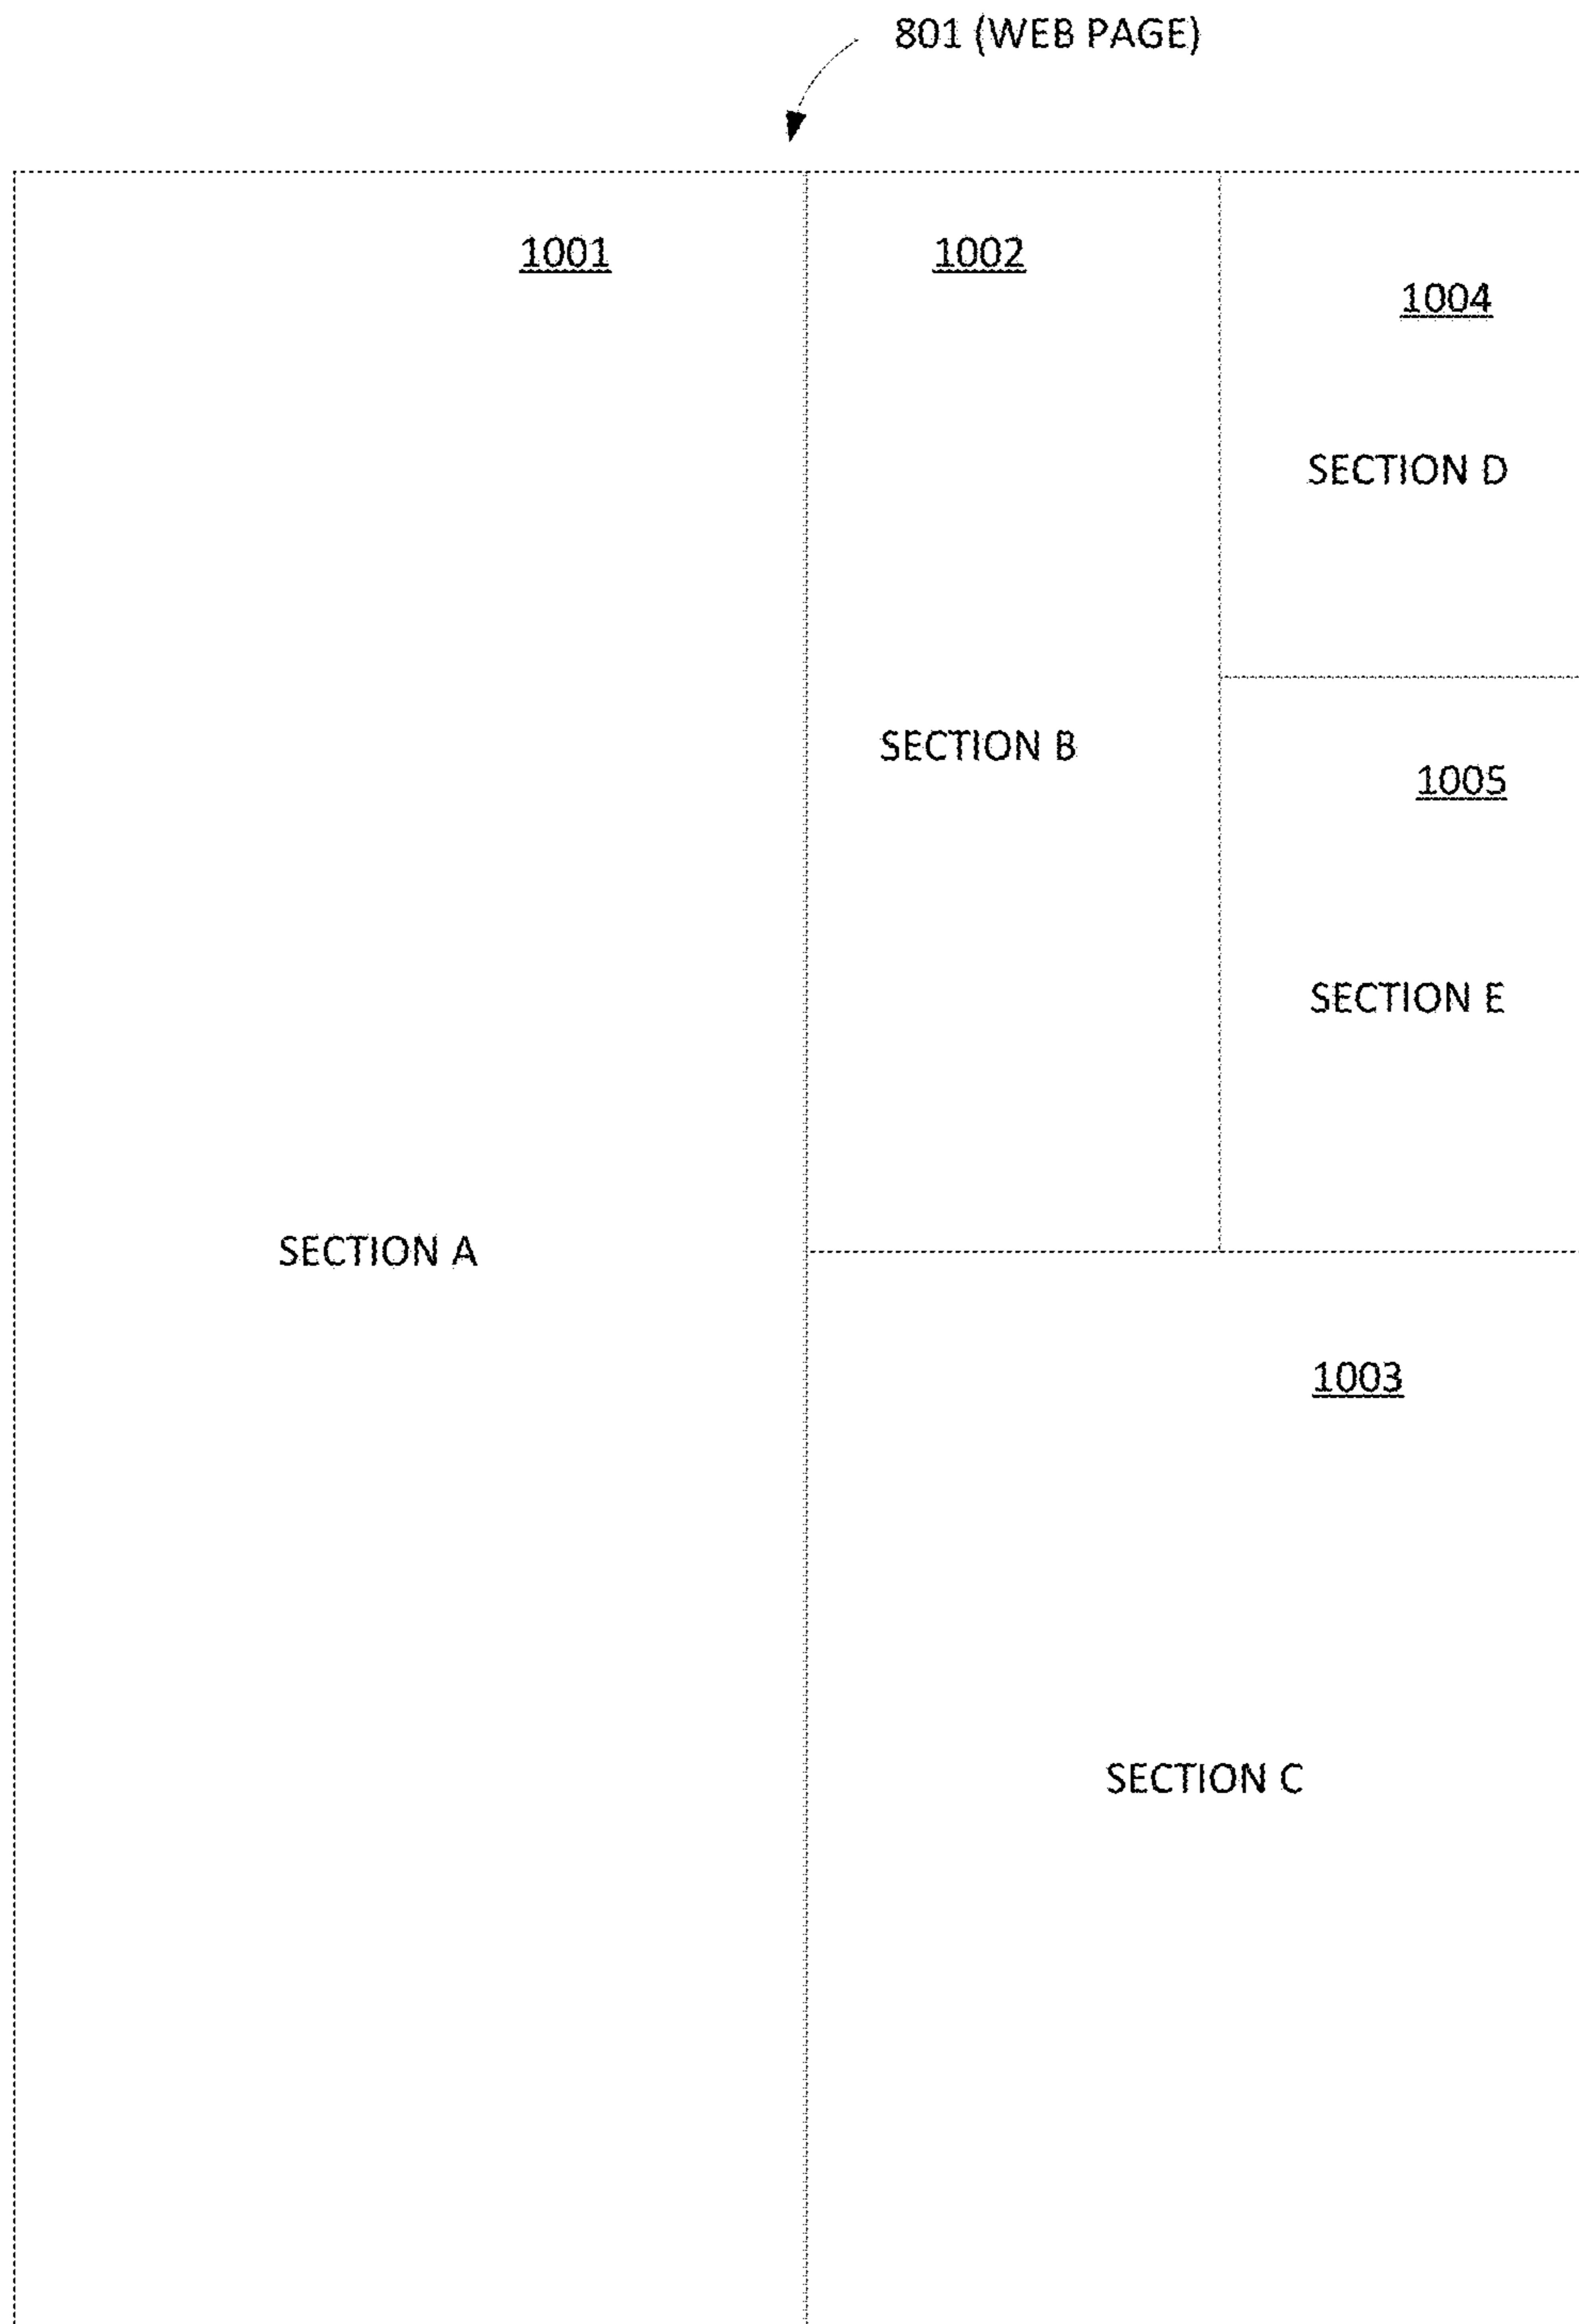 801 (WEB PAGE)
1001
SECTION A
1002
SECTION B
1004
SECTION D
1005
SECTION E
1003
SECTION C